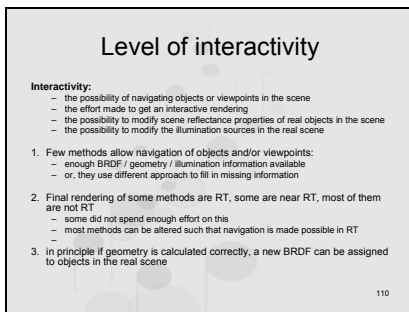 Level of interactivity
Interactivity:
– the possibility of navigating objects or viewpoints in the scene
– the effort made to get an interactive rendering
– the possibility to modify scene reflectance properties of real objects in the scene
– the possibility to modify the illumination sources in the real scene
1. Few methods allow navigation of objects and/or viewpoints:
– enough BRDF / geometry / illumination information available
– or, they use different approach to fill in missing information
2. Final rendering of some methods are RT, some are near RT, most of them
are not RT
– some did not spend enough effort on this
– most methods can be altered such that navigation is made possible in RT
–
3. in principle if geometry is calculated correctly, a new BRDF can be assigned
to objects in the real scene
110